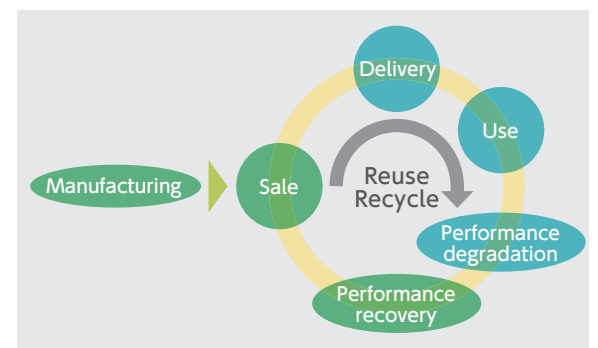 Delivery
Use
Manufacturing
Sale
Reuse
Recycle
Performance
degradation
Performance
recovery